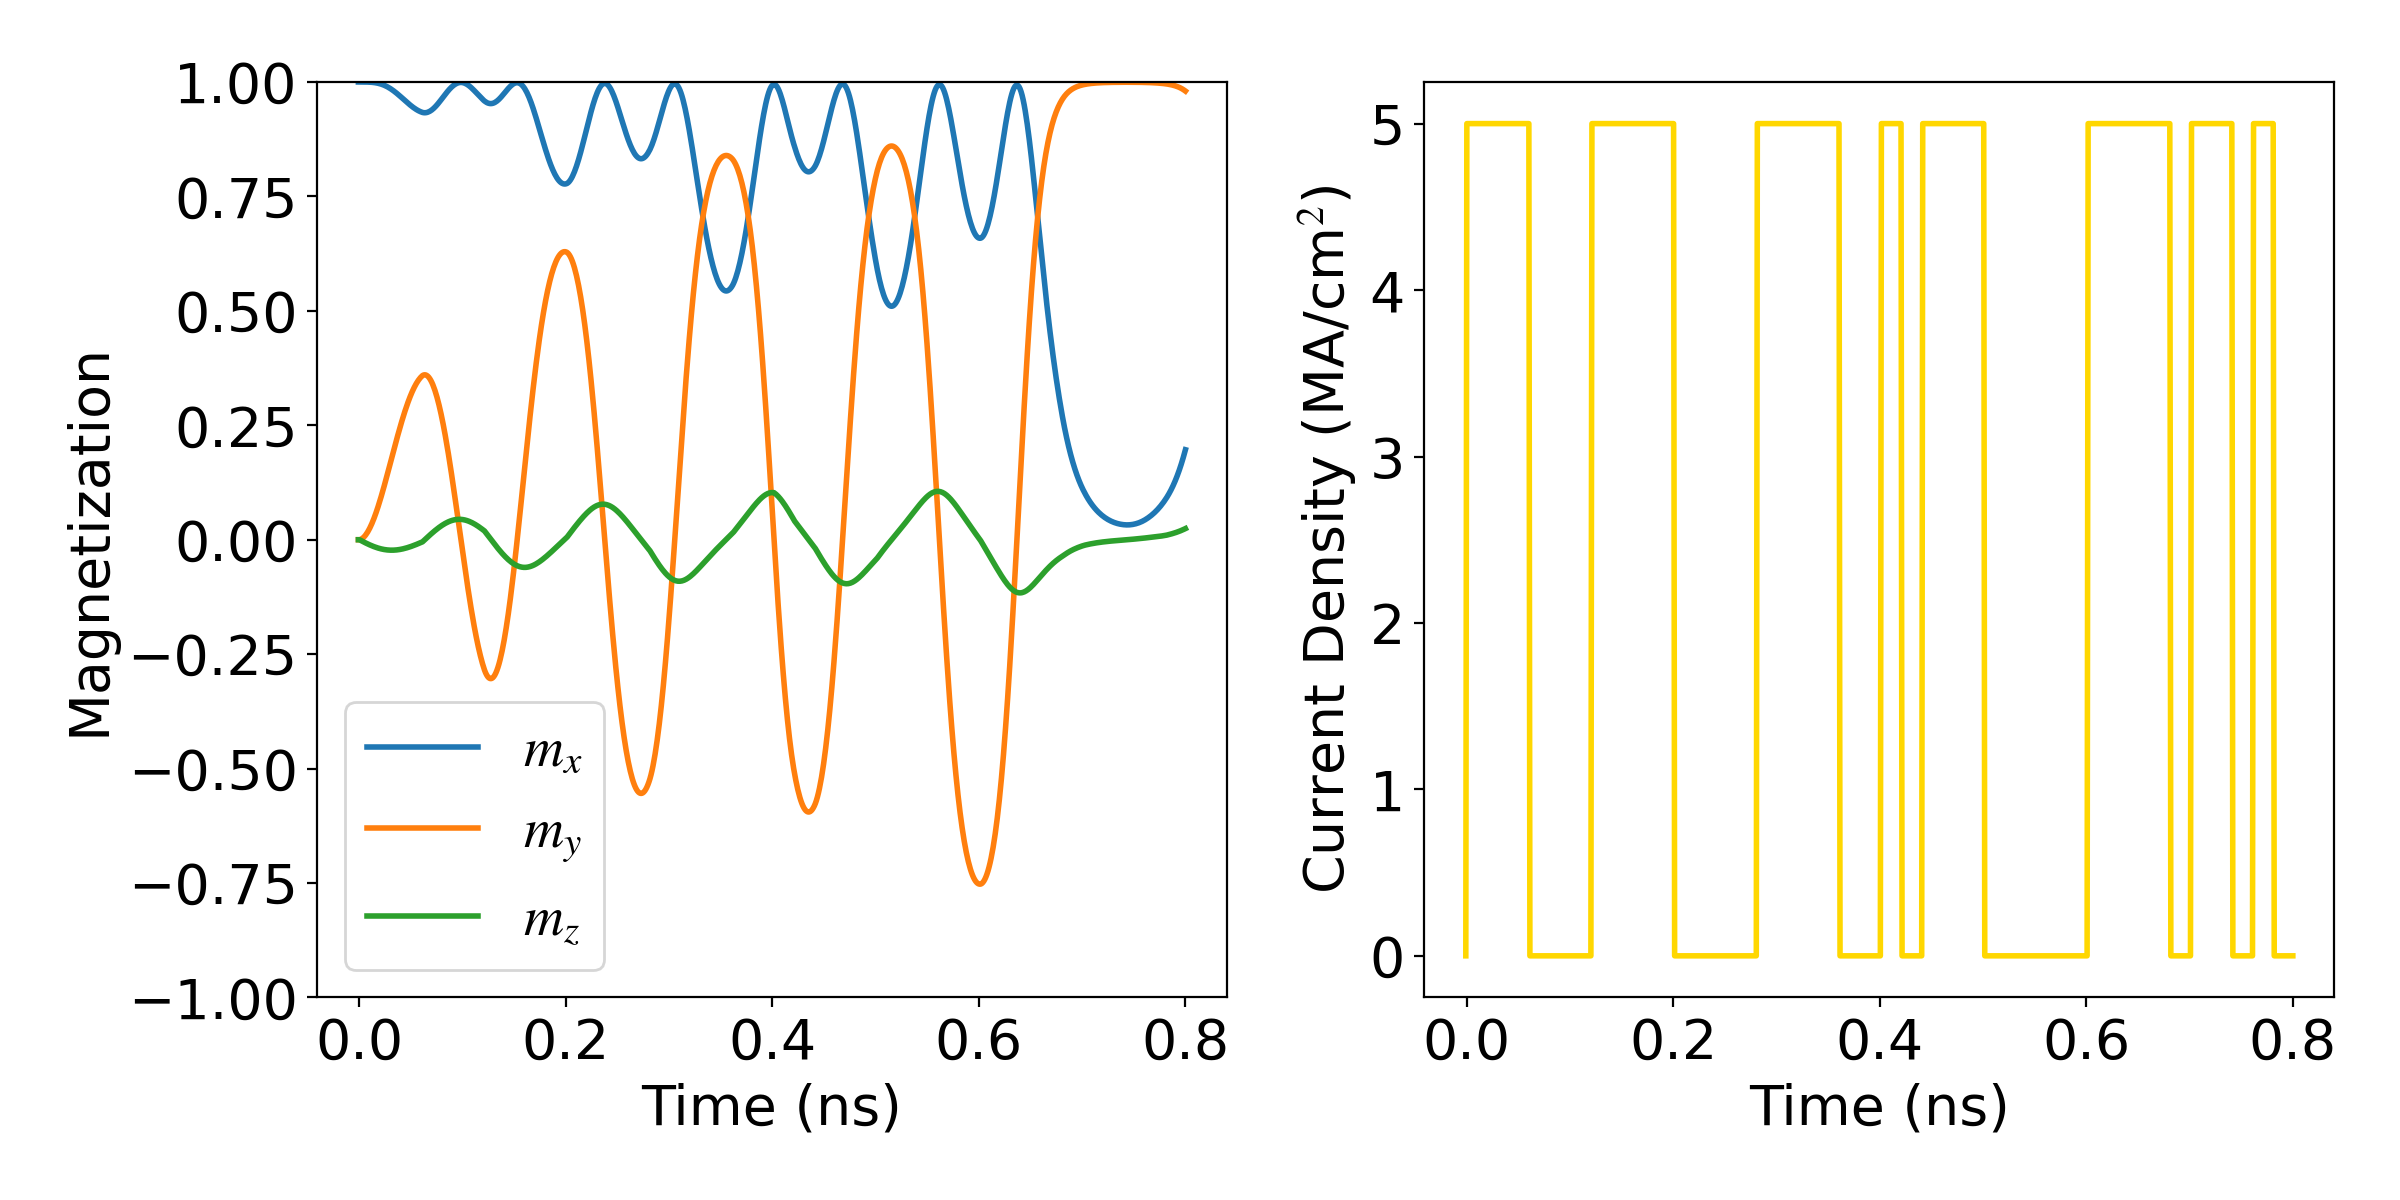 1.00
0.75
0.50
0.25
0.00
−0.25
−0.50
−0.75
−1.00
Magnetization
m_x
m_y
m_z
0.0 0.2 0.4 0.6 0.8
Time (ns)
5
4
3
2
1
0
Current Density (MA/cm²)
0.0 0.2 0.4 0.6 0.8
Time (ns)